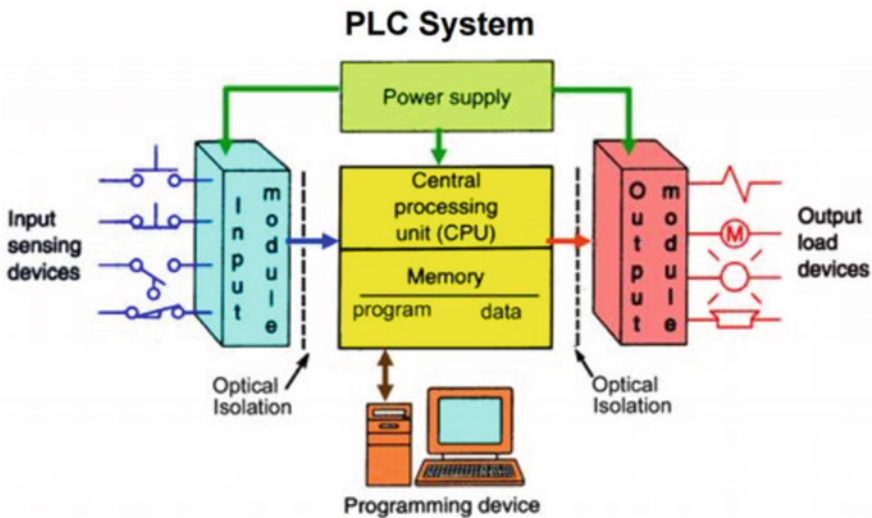 PLC System
Power supply
Input
module
Central
processing
unit (CPU)
Output
module
Input
sensing
devices
M
Output
load
devices
Memory
program data
Optical
Isolation
Optical
Isolation
Programming device